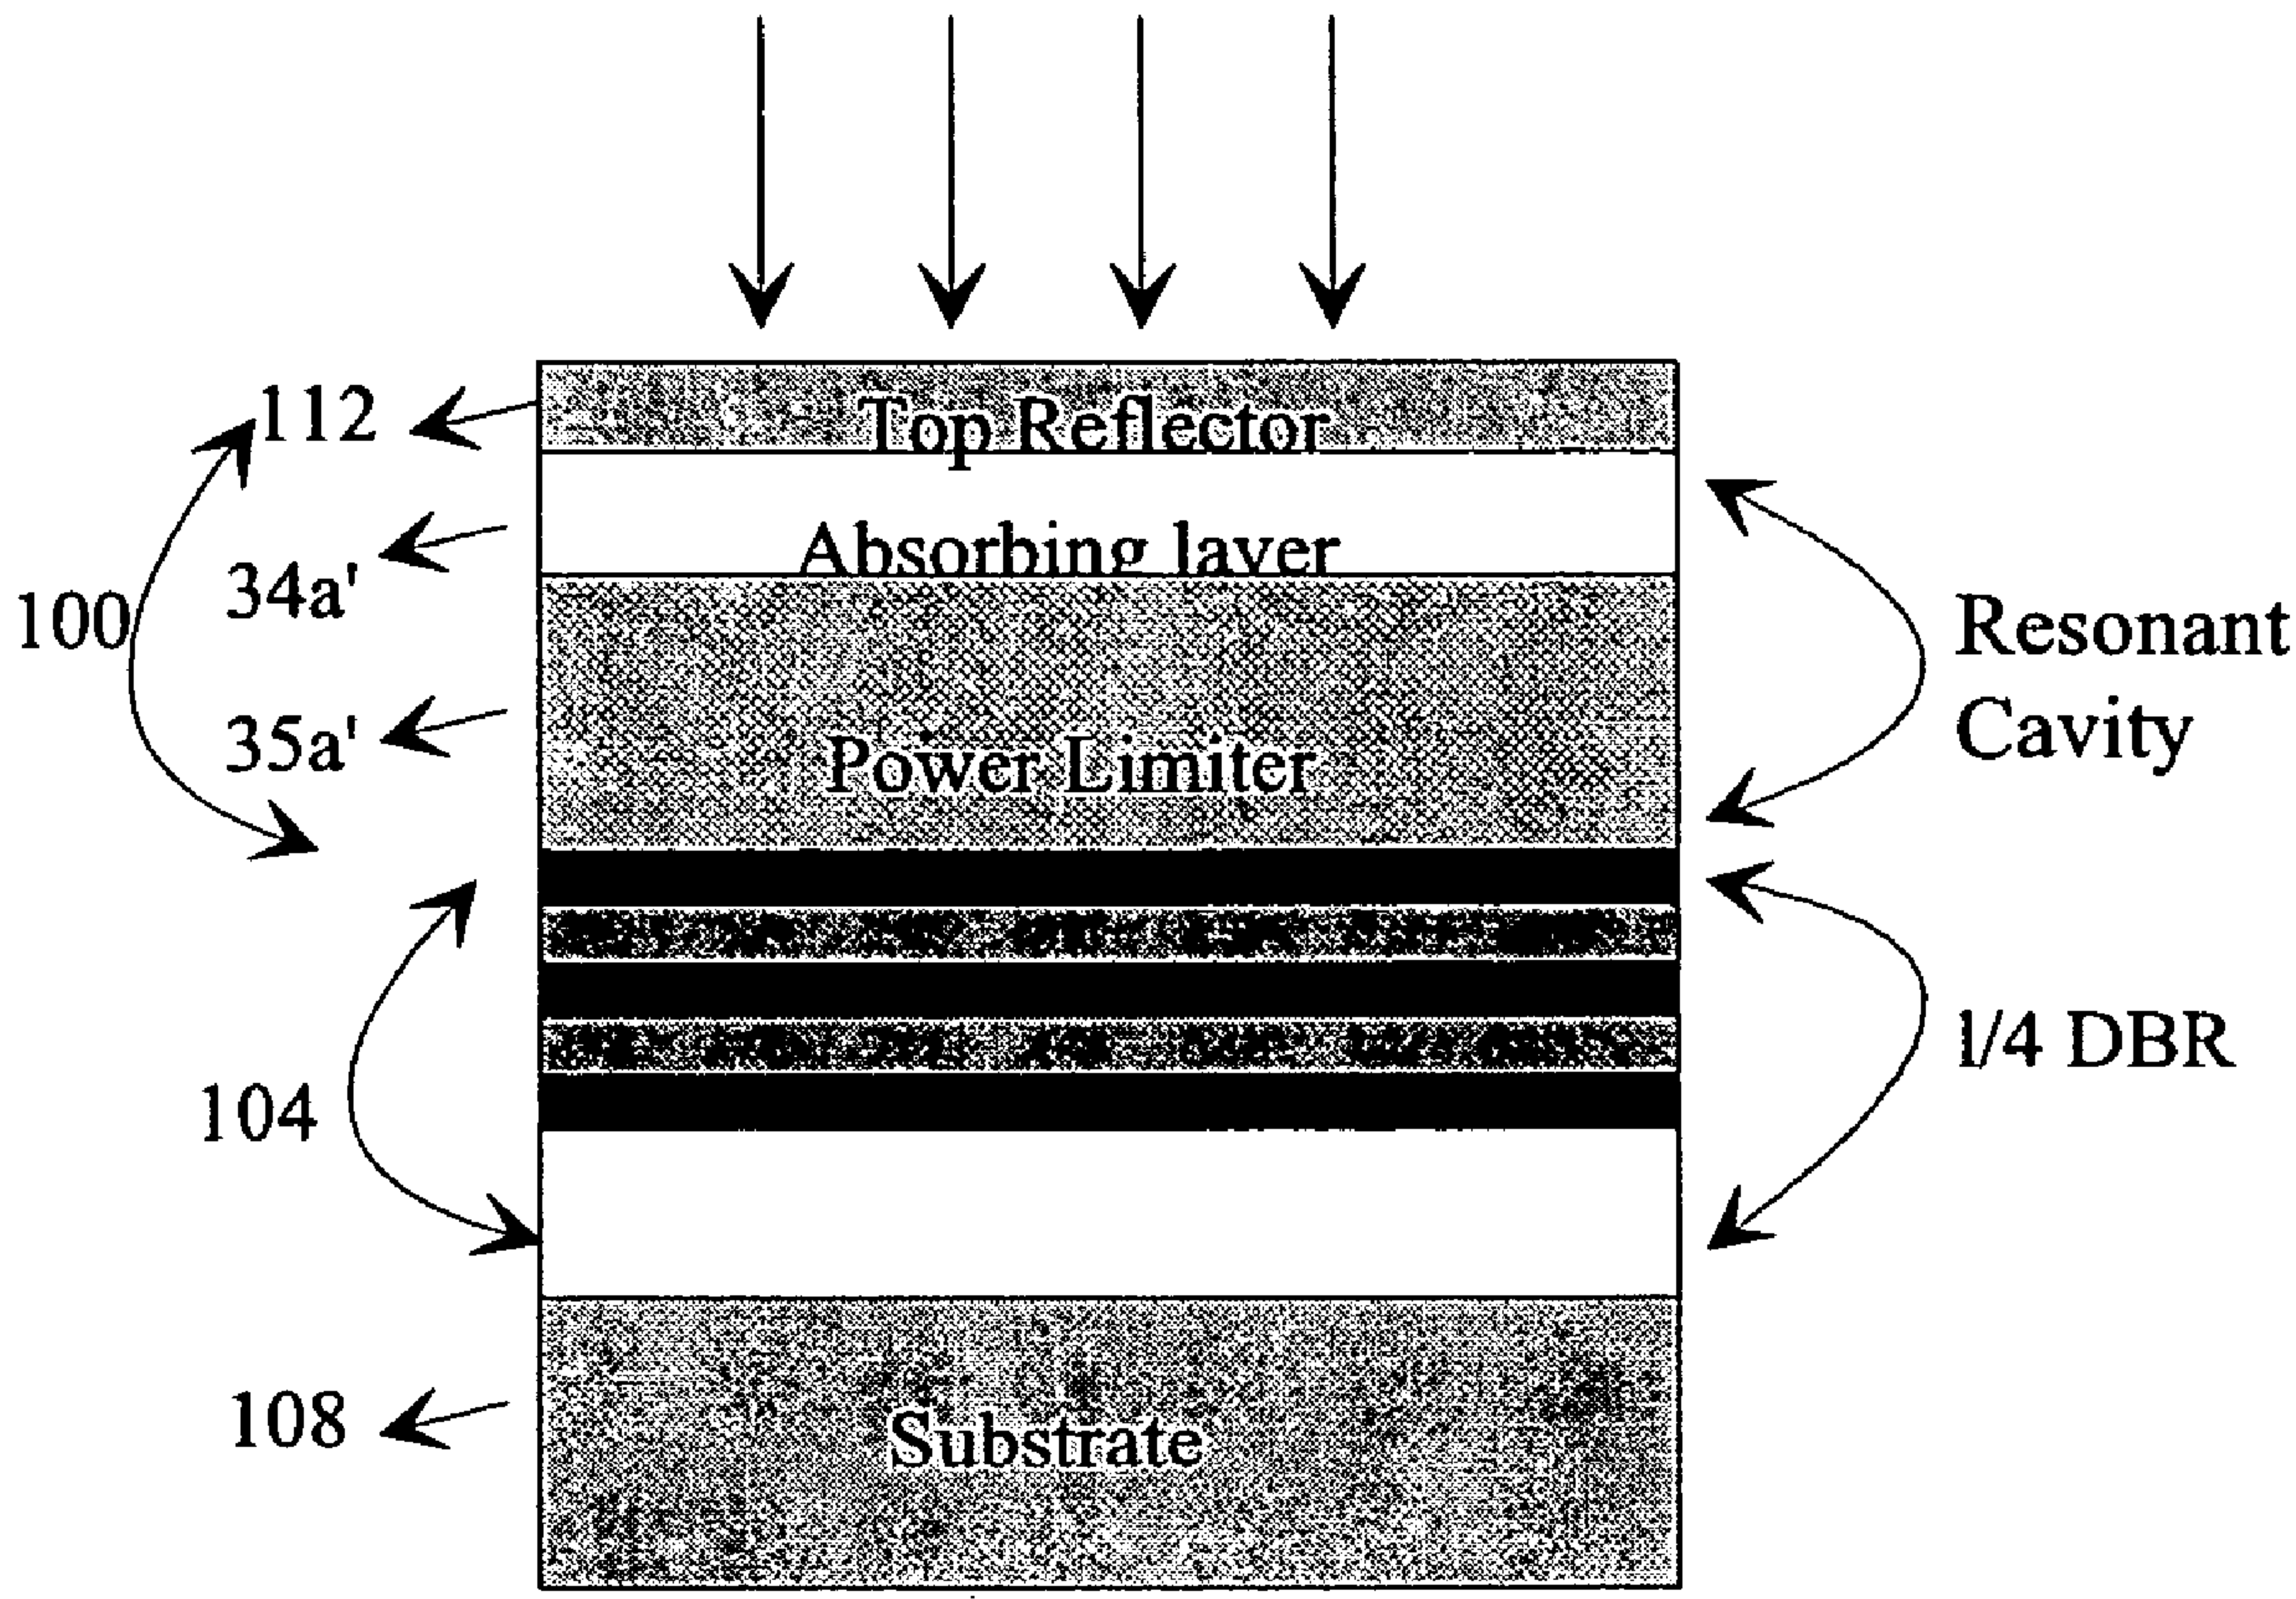 112
Top Reflector
Absorbing layer
34a'
100
Resonant
Cavity
35a'
Power Limiter
l/4 DBR
104
108
Substrate